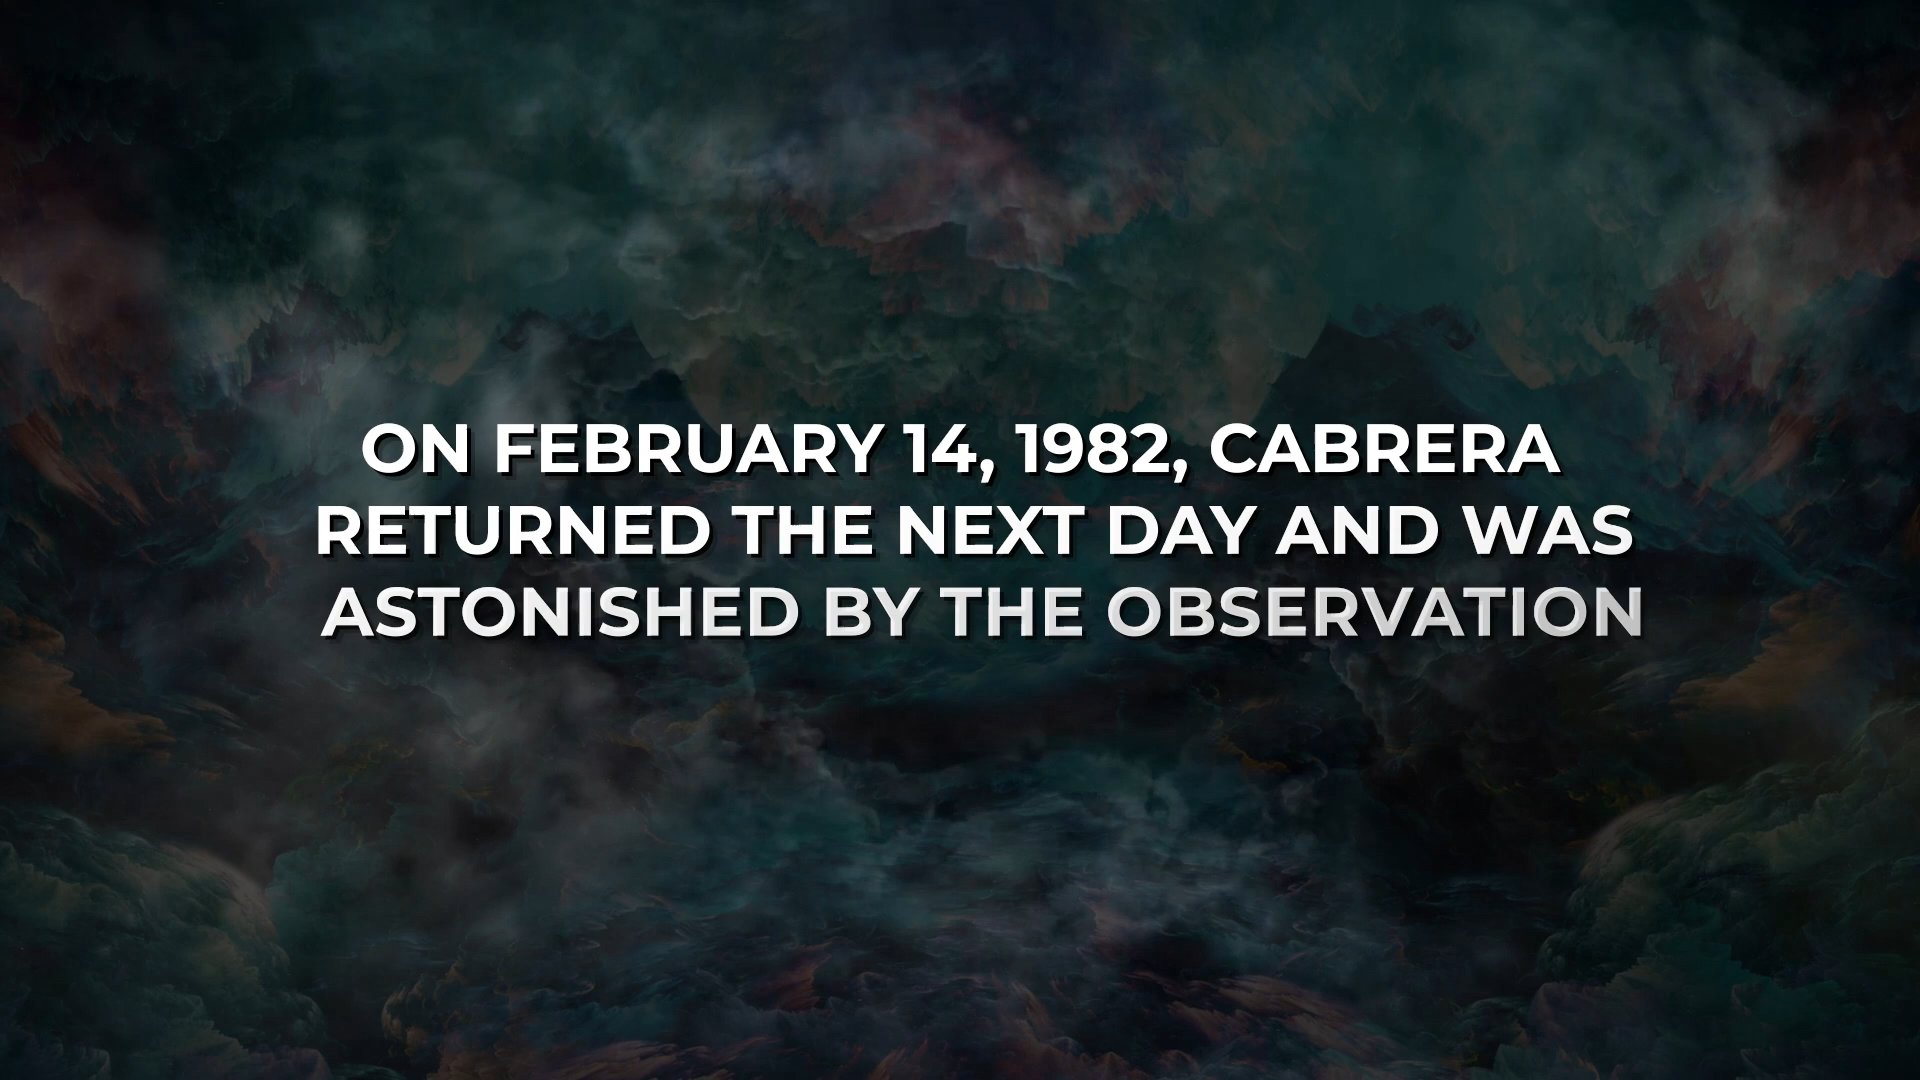 ON FEBRUARY 14, 1982, CABRERA
RETURNED THE NEXT DAY AND WAS
ASTONISHED BY THE OBSERVATION